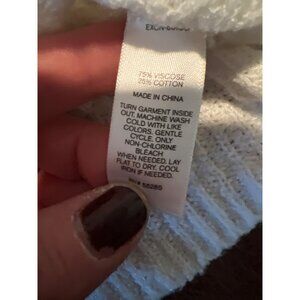 75% VISCOSE
25% COTTON
MADE IN CHINA
TURN GARMENT INSIDE
OUT. MACHINE WASH
COLD WITH LIKE
COLORS, GENTLE
CYCLE. ONLY
NON-CHLORINE
BLEACH
WHEN NEEDED. LAY
FLAT TO DRY. COOL
IRON IF NEEDED.